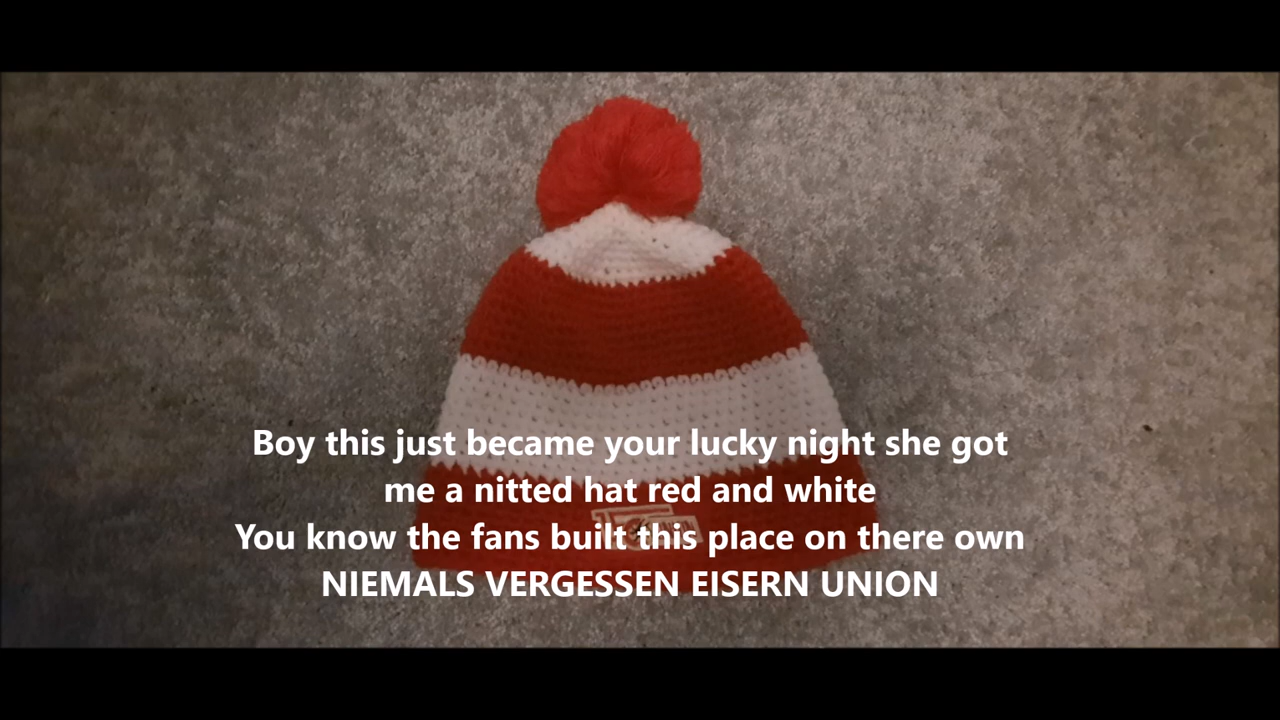 Boy this just became your lucky night she got
me a nitted hat red and white
You know the fans built this place on there own
NIEMALS VERGESSEN EISERN UNION